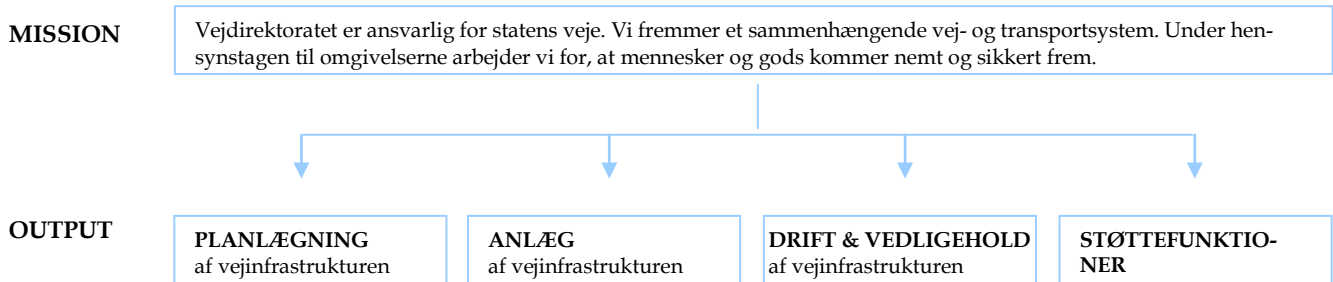 MISSION
Vejdirektoratet er ansvarlig for statens veje. Vi fremmer et sammenhængende vej- og transportsystem. Under hen-
synstagen til omgivelserne arbejder vi for, at mennesker og gods kommer nemt og sikkert frem.
OUTPUT
PLANLÆGNING
af vejinfrastrukturen
ANLÆG
af vejinfrastrukturen
DRIFT & VEDLIGEHOLD
af vejinfrastrukturen
STØTTEFUNKTIO-
NER